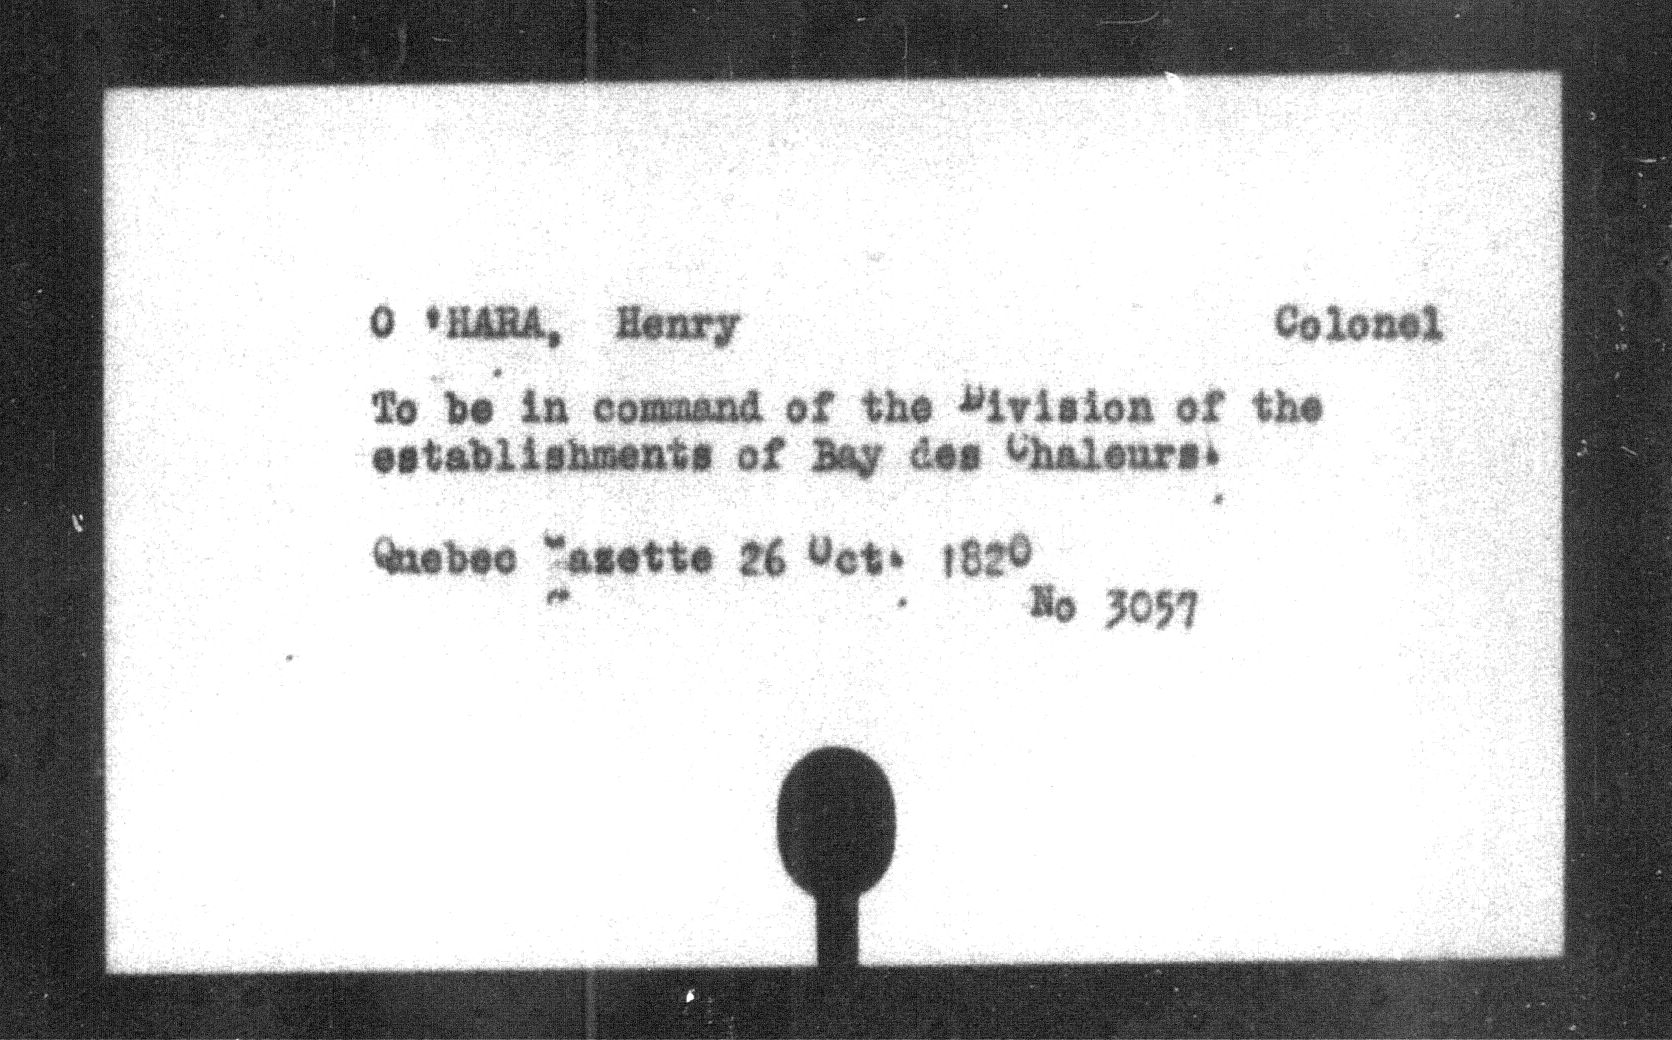 O 'HARA, Henry Colonel
To be in command of the Division of the
establishments of Bay des Chaleurs.
Quebec Gazette 26 Oct. 1820
No 3057